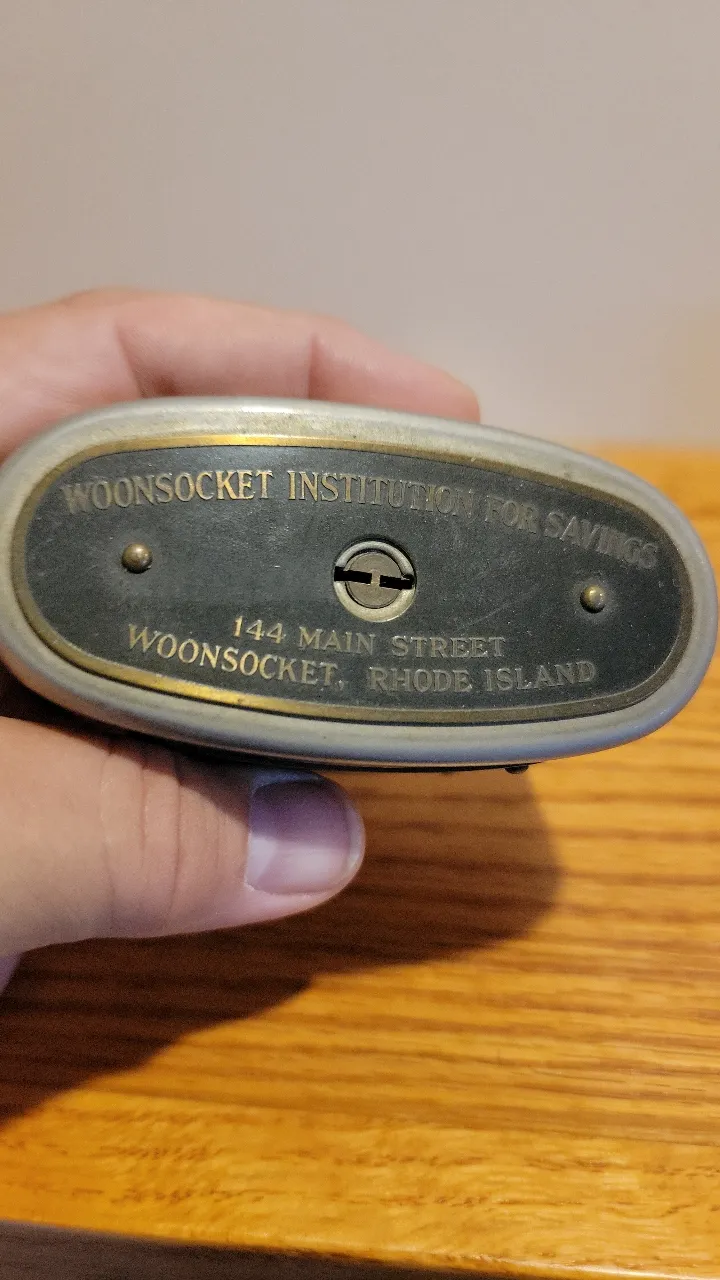 WOONSOCKET INSTITUTION FOR SAVINGS
144 MAIN STREET
WOONSOCKET, RHODE ISLAND